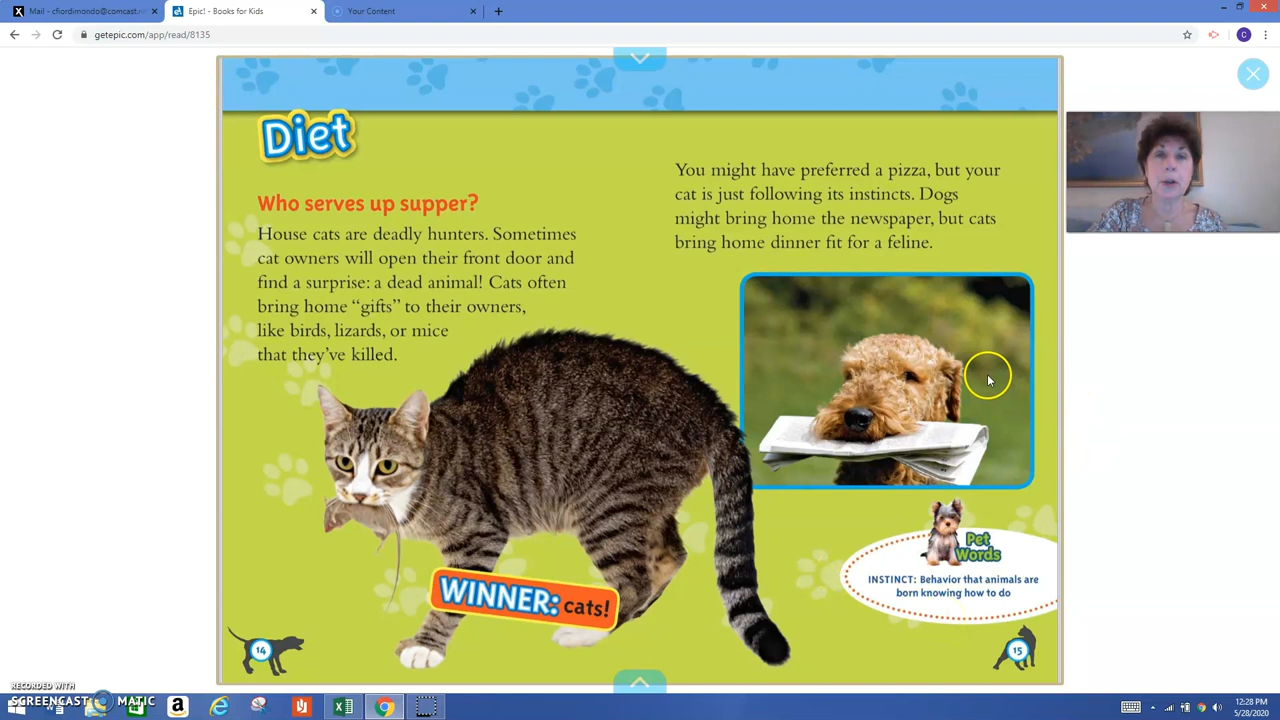 Mail - cfiordimondo@comcast.n
Epic! - Books for Kids
Your Content
getepic.com/app/read/8135
C
Diet
Who serves up supper?
House cats are deadly hunters. Sometimes
cat owners will open their front door and
find a surprise: a dead animal! Cats often
bring home “gifts” to their owners,
like birds, lizards, or mice
that they’ve killed.
WINNER: cats!
14
You might have preferred a pizza, but your
cat is just following its instincts. Dogs
might bring home the newspaper, but cats
bring home dinner fit for a feline.
Pet
Words
INSTINCT: Behavior that animals are
born knowing how to do
15
RECORDED WITH
SCREENCAST MATIC
12:28 PM
5/28/2020